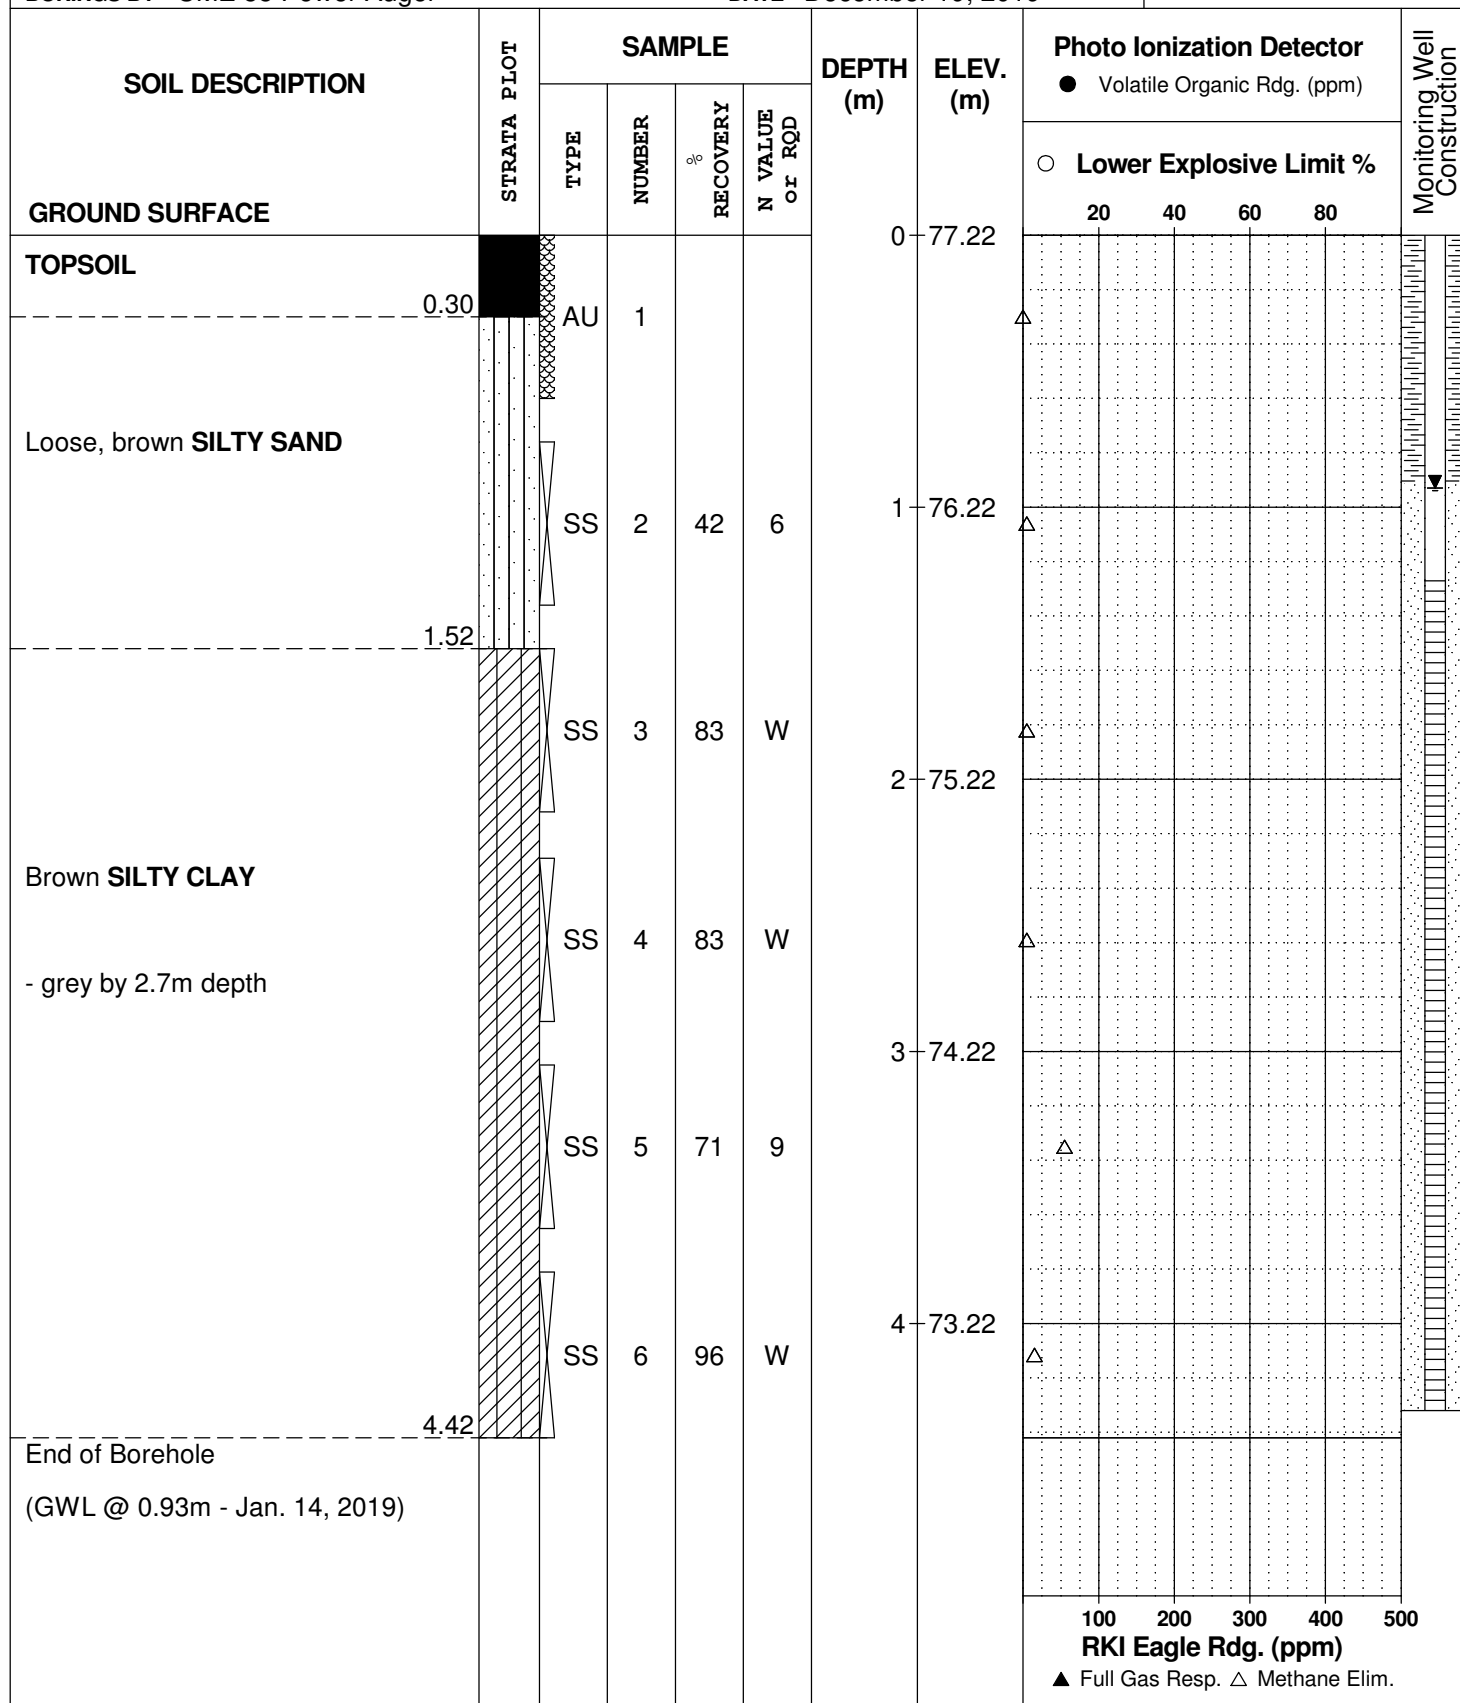 SOIL DESCRIPTION
GROUND SURFACE
STRATA PLOT
SAMPLE
TYPE
NUMBER
%
RECOVERY
N VALUE
or RQD
DEPTH
(m)
ELEV.
(m)
Photo Ionization Detector
● Volatile Organic Rdg. (ppm)
○ Lower Explosive Limit %
20 40 60 80
Monitoring Well
Construction
0 77.22
TOPSOIL
0.30
AU 1
Loose, brown SILTY SAND
1 76.22
SS 2 42 6
1.52
SS 3 83 W
2 75.22
Brown SILTY CLAY
SS 4 83 W
- grey by 2.7m depth
3 74.22
SS 5 71 9
4 73.22
SS 6 96 W
4.42
End of Borehole
(GWL @ 0.93m - Jan. 14, 2019)
100 200 300 400 500
RKI Eagle Rdg. (ppm)
▲ Full Gas Resp. △ Methane Elim.